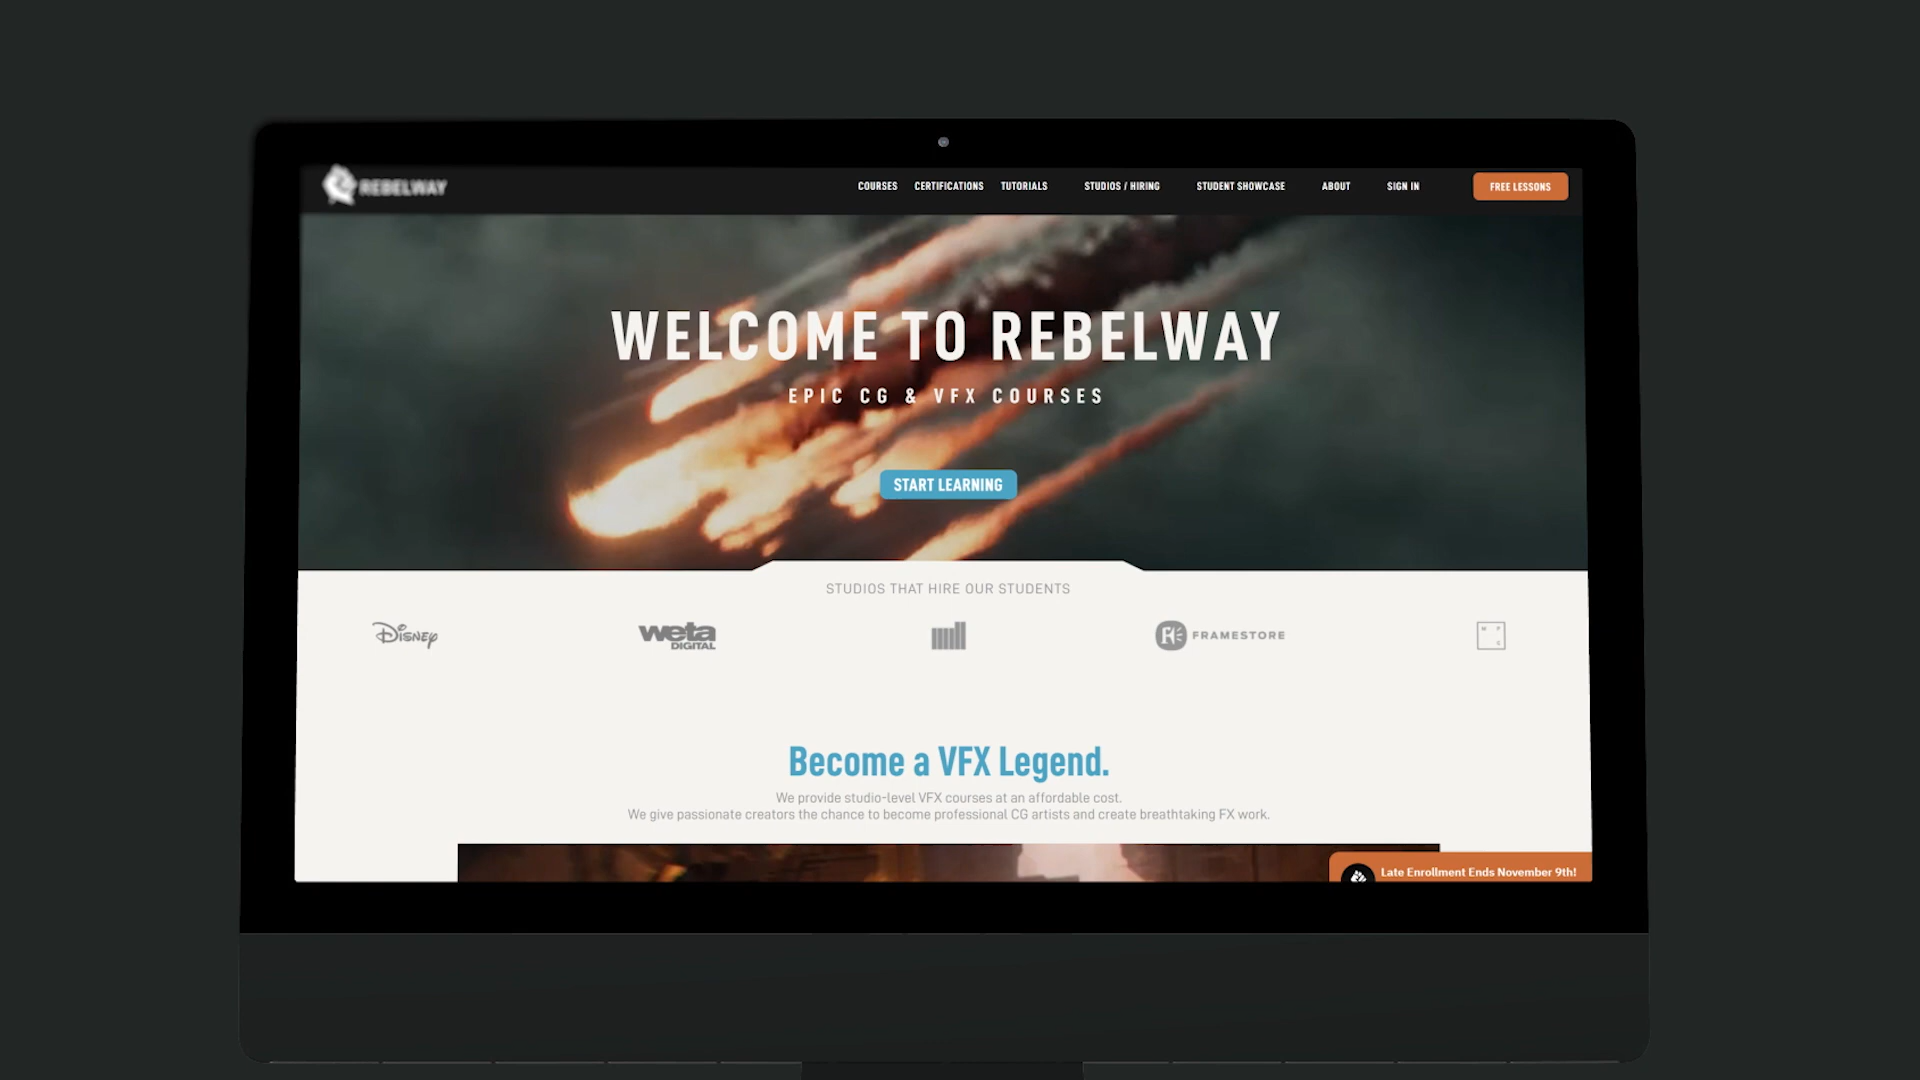 REBELWAY
COURSES CERTIFICATIONS TUTORIALS STUDIOS / HIRING STUDENT SHOWCASE ABOUT SIGN IN FREE LESSONS
WELCOME TO REBELWAY
EPIC CG & VFX COURSES
START LEARNING
STUDIOS THAT HIRE OUR STUDENTS
Disney weta DIGITAL FRAMESTORE M P C
Become a VFX Legend.
We provide studio-level VFX courses at an affordable cost.
We give passionate creators the chance to become professional CG artists and create breathtaking FX work.
Late Enrollment Ends November 9th!